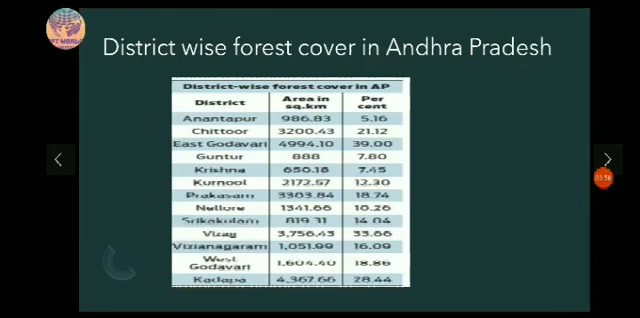 District wise forest cover in Andhra Pradesh
District-wise forest cover in AP
District Area in sq.km Per cent
Anantapur 986.83 5.16
Chittoor 3200.43 21.12
East Godavari 4994.10 39.00
Guntur 888 7.80
Krishna 650.18 7.45
Kurnool 2172.57 12.30
Prakasam 3303.84 18.74
Nellore 1341.66 10.26
Srikakulam 819.31 14.04
Vizag 3,756.43 33.66
Vizianagaram 1,051.99 16.09
West Godavari 1,604.40 18.86
Kadapa 4,367.66 28.44